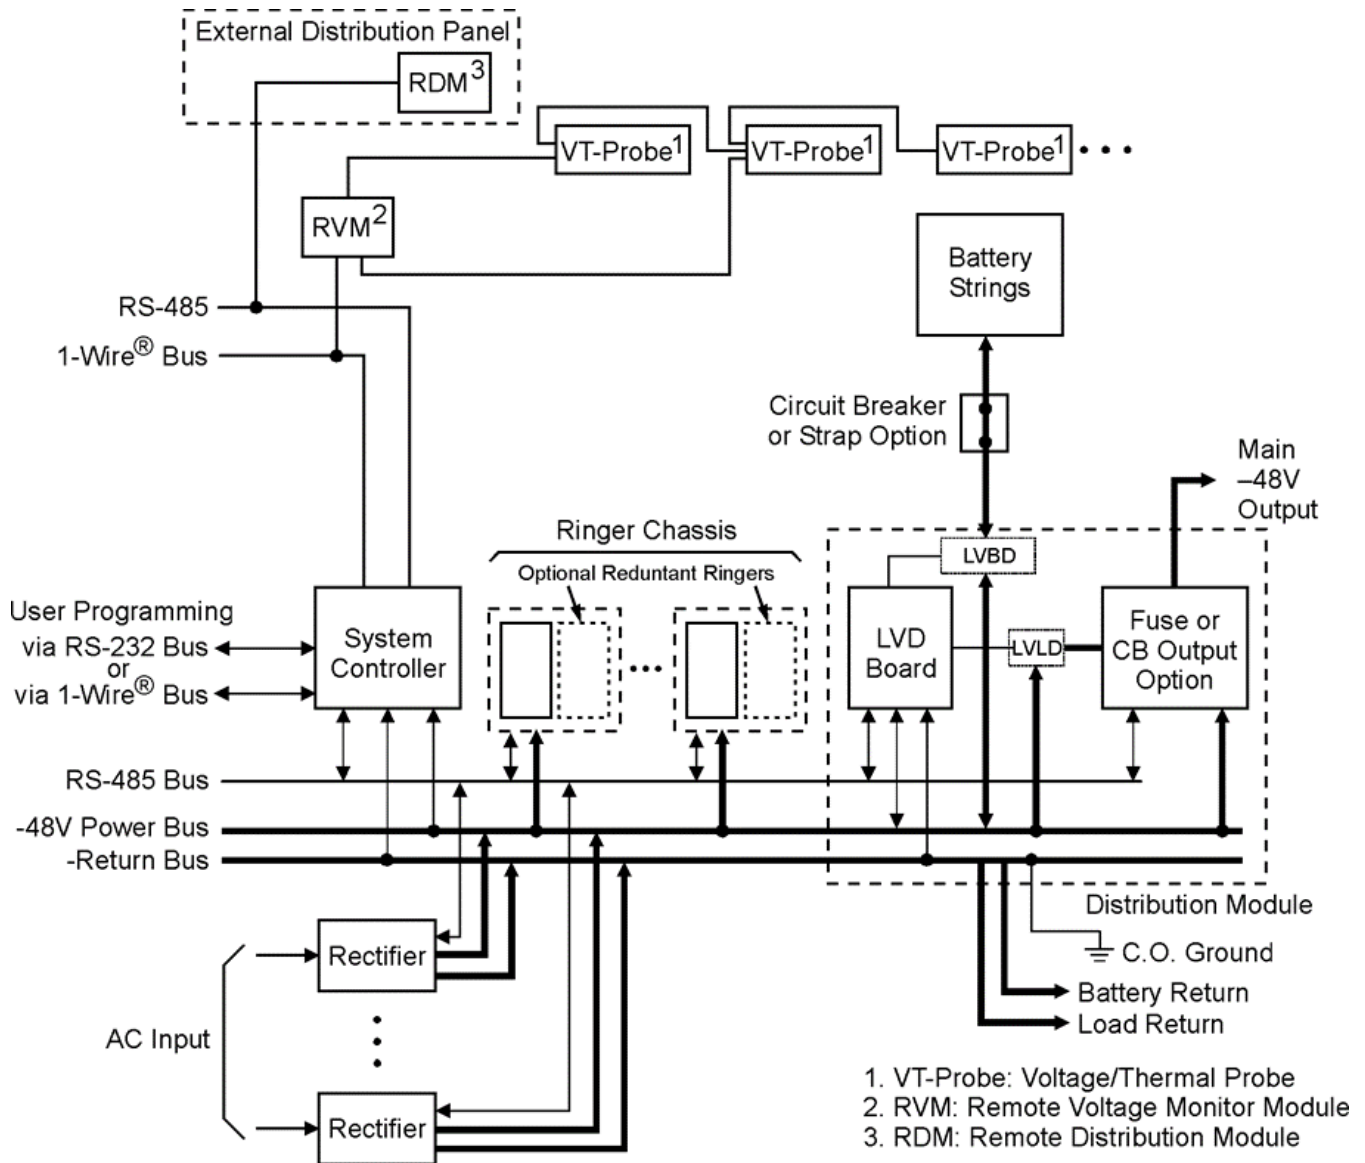 External Distribution Panel
RDM³
VT-Probe¹
VT-Probe¹
VT-Probe¹
RVM²
Battery
Strings
RS-485
1-Wire® Bus
Circuit Breaker
or Strap Option
Main
–48V
Output
Ringer Chassis
Optional Reduntant Ringers
LVBD
User Programming
via RS-232 Bus
or
via 1-Wire® Bus
System
Controller
LVD
Board
LVLD
Fuse or
CB Output
Option
RS-485 Bus
-48V Power Bus
-Return Bus
Distribution Module
Rectifier
C.O. Ground
Battery Return
Load Return
AC Input
Rectifier
1. VT-Probe: Voltage/Thermal Probe
2. RVM: Remote Voltage Monitor Module
3. RDM: Remote Distribution Module